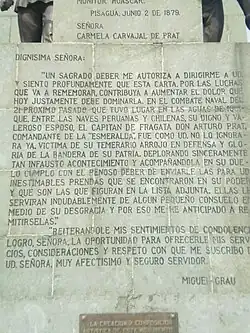 MONITOR HUASCAR
PISAGUA, JUNIO 2 DE 1879.
SEÑORA
CARMELA CARVAJAL DE PRAT
DIGNISIMA SEÑORA:
"UN SAGRADO DEBER ME AUTORIZA A DIRIGIRME A
Y SIENTO PROFUNDAMENTE QUE ESTA CARTA, POR LAS LUCHAS
QUE VA A REMEMORAR, CONTRIBUYA A AUMENTAR EL DOLOR QUE
HOY JUSTAMENTE DEBE DOMINARLA. EN EL COMBATE NAVAL DEL
21 PROXIMO PASADO QUE TUVO LUGAR EN LAS AGUAS DE
QUE, ENTRE LAS NAVES PERUANAS Y CHILENAS, SU DIGNO Y VA-
LEROSO ESPOSO, EL CAPITAN DE FRAGATA DON ARTURO PRAT,
COMANDANTE DE LA "ESMERALDA", FUE COMO UD. NO LO IGNORA-
RA YA, VICTIMA DE SU TEMERARIO ARROJO EN DEFENSA Y GLO-
RIA DE LA BANDERA DE SU PATRIA. DEPLORANDO SINCERAMENTE
TAN INFAUSTO ACONTECIMIENTO Y ACOMPAÑANDOLA EN SU DUE-
LO CUMPLO CON EL PENOSO DEBER DE ENVIARLE LAS PARA UD.
INESTIMABLES PRENDAS QUE SE ENCONTRARON EN SU PODER
Y QUE SON LAS QUE FIGURAN EN LA LISTA ADJUNTA. ELLAS LE
SERVIRAN INDUDABLEMENTE DE ALGUN PEQUEÑO CONSUELO EN
MEDIO DE SU DESGRACIA Y POR ESO ME HE ANTICIPADO A RE-
MITIRSELAS."
"REITERANDOLE MIS SENTIMIENTOS DE CONDOLENCIA
LOGRO, SEÑORA, LA OPORTUNIDAD PARA OFRECERLE MIS SERVI-
CIOS, CONSIDERACIONES Y RESPETO CON QUE ME SUSCRIBO DE
UD. SEÑORA, MUY AFECTISIMO Y SEGURO SERVIDOR.
MIGUEL GRAU